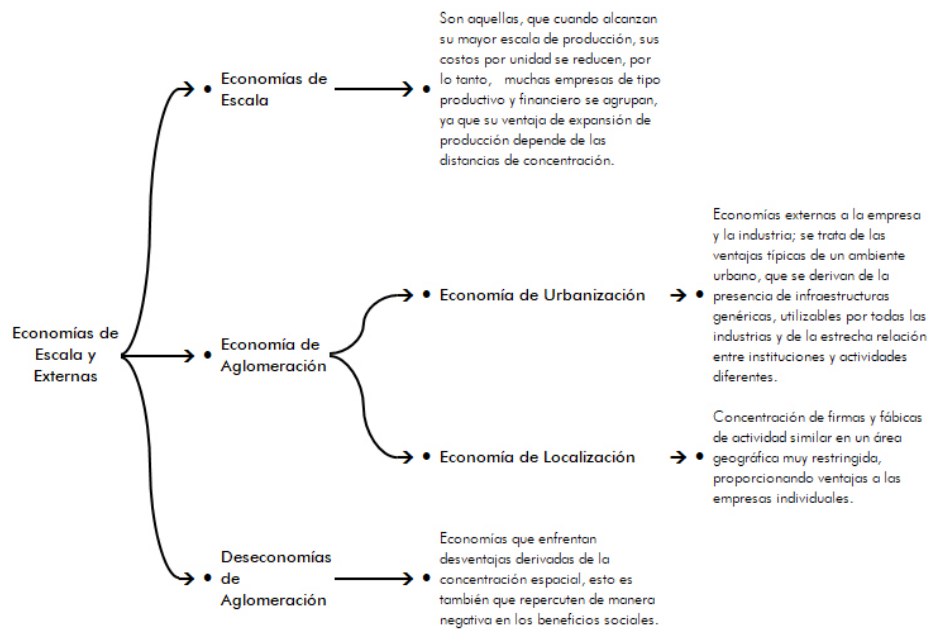 Economías de
Escala y
Externas
• Economías de
Escala
• Son aquellas, que cuando alcanzan
su mayor escala de producción, sus
costos por unidad se reducen, por
lo tanto, muchas empresas de tipo
productivo y financiero se agrupan,
ya que su ventaja de expansión de
producción depende de las
distancias de concentración.
• Economía de
Aglomeración
• Economía de Urbanización
• Economías externas a la empresa
y la industria; se trata de las
ventajas típicas de un ambiente
urbano, que se derivan de la
presencia de infraestructuras
genéricas, utilizables por todas las
industrias y de la estrecha relación
entre instituciones y actividades
diferentes.
• Economía de Localización
• Concentración de firmas y fábicas
de actividad similar en un área
geográfica muy restringida,
proporcionando ventajas a las
empresas individuales.
• Deseconomías
de
Aglomeración
• Economías que enfrentan
desventajas derivadas de la
concentración espacial, esto es
también que repercuten de manera
negativa en los beneficios sociales.